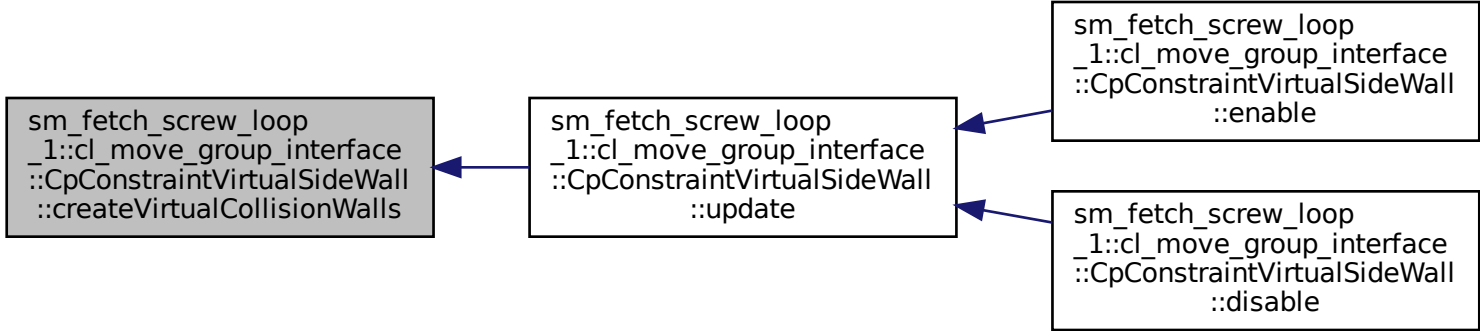 sm_fetch_screw_loop
_1::cl_move_group_interface
::CpConstraintVirtualSideWall
::createVirtualCollisionWalls
sm_fetch_screw_loop
_1::cl_move_group_interface
::CpConstraintVirtualSideWall
::update
sm_fetch_screw_loop
_1::cl_move_group_interface
::CpConstraintVirtualSideWall
::enable
sm_fetch_screw_loop
_1::cl_move_group_interface
::CpConstraintVirtualSideWall
::disable